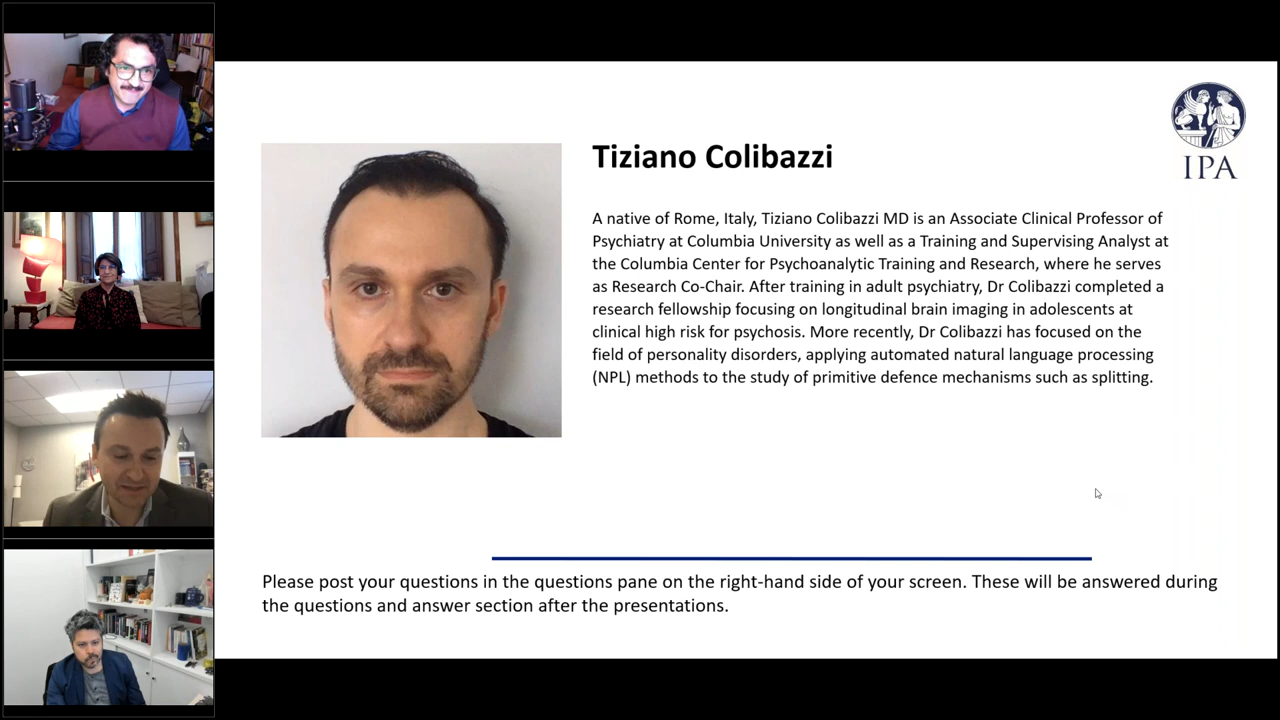 IPA
Tiziano Colibazzi
A native of Rome, Italy, Tiziano Colibazzi MD is an Associate Clinical Professor of
Psychiatry at Columbia University as well as a Training and Supervising Analyst at
the Columbia Center for Psychoanalytic Training and Research, where he serves
as Research Co-Chair. After training in adult psychiatry, Dr Colibazzi completed a
research fellowship focusing on longitudinal brain imaging in adolescents at
clinical high risk for psychosis. More recently, Dr Colibazzi has focused on the
field of personality disorders, applying automated natural language processing
(NPL) methods to the study of primitive defence mechanisms such as splitting.
Please post your questions in the questions pane on the right-hand side of your screen. These will be answered during
the questions and answer section after the presentations.